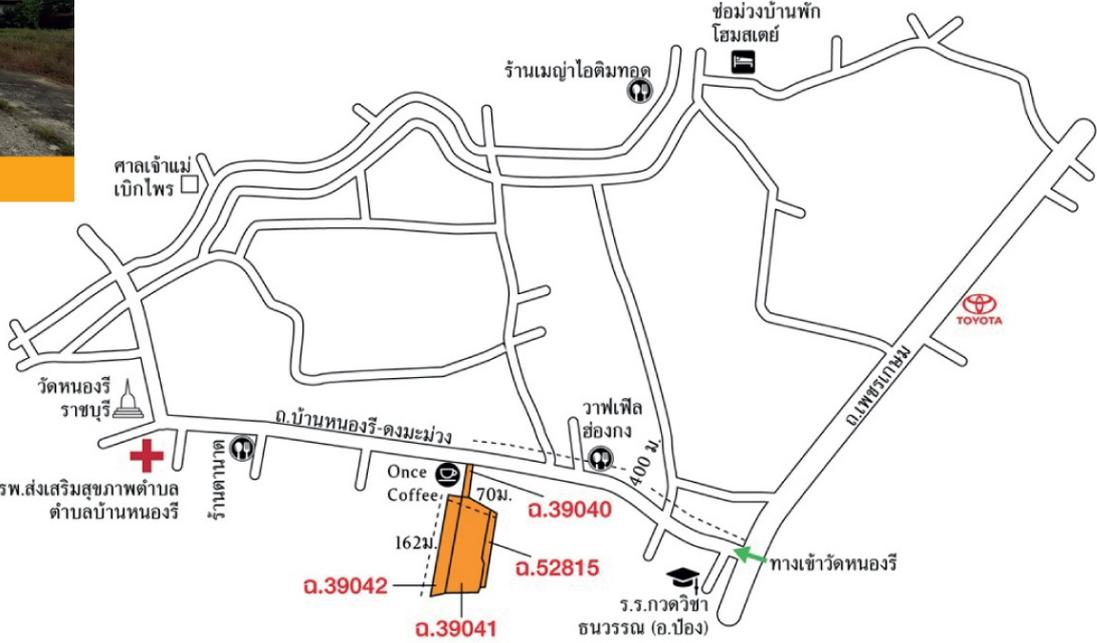 ช่อม่วงบ้านพัก
โฮมสเตย์
ร้านเมญ่าไอติมทอด
ศาลเจ้าแม่
เบิกไพร
TOYOTA
ถ.เพชรเกษม
วัดหนองรี
ราชบุรี
ถ.บ้านหนองรี-ดงมะม่วง
วาฟเฟิล
ฮ่องกง
400 ม.
ร้านดานาด
Once
Coffee
70ม.
ฉ.39040
รพ.ส่งเสริมสุขภาพตำบล
ตำบลบ้านหนองรี
162ม.
ฉ.52815
ทางเข้าวัดหนองรี
ฉ.39042
ร.ร.กวดวิชา
ธนวรรณ (อ.ป๋อง)
ฉ.39041